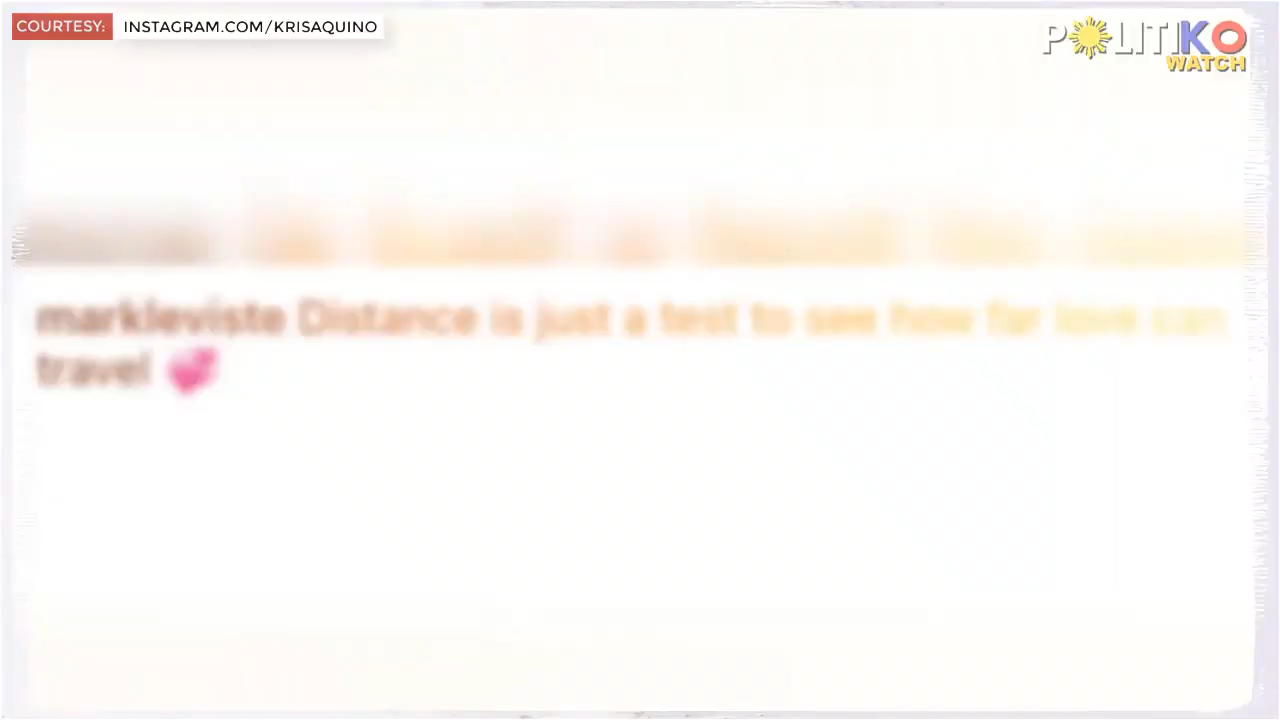 COURTESY: INSTAGRAM.COM/KRISAQUINO
POLITIKO
WATCH
markleviste Distance is just a test to see how far love can
travel 💞